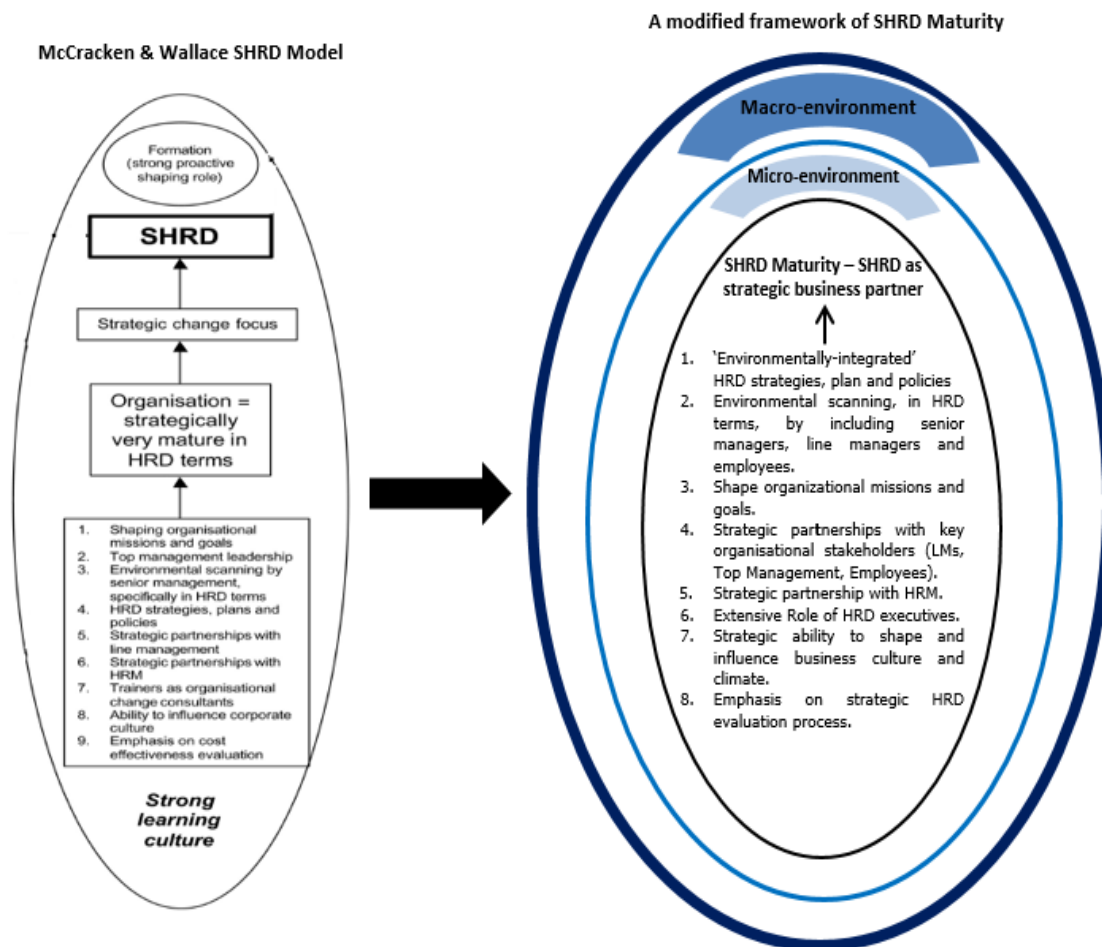 McCracken & Wallace SHRD Model
Formation
(strong proactive
shaping role)
SHRD
Strategic change focus
Organisation =
strategically
very mature in
HRD terms
1. Shaping organisational
missions and goals
2. Top management leadership
3. Environmental scanning by
senior management,
specifically in HRD terms
4. HRD strategies, plans and
policies
5. Strategic partnerships with
line management
6. Strategic partnerships with
HRM
7. Trainers as organisational
change consultants
8. Ability to influence corporate
culture
9. Emphasis on cost
effectiveness evaluation
Strong
learning
culture
A modified framework of SHRD Maturity
Macro-environment
Micro-environment
SHRD Maturity – SHRD as
strategic business partner
1. ‘Environmentally-integrated’
HRD strategies, plan and policies
2. Environmental scanning, in HRD
terms, by including senior
managers, line managers and
employees.
3. Shape organizational missions and
goals.
4. Strategic partnerships with key
organisational stakeholders (LMs,
Top Management, Employees).
5. Strategic partnership with HRM.
6. Extensive Role of HRD executives.
7. Strategic ability to shape and
influence business culture and
climate.
8. Emphasis on strategic HRD
evaluation process.